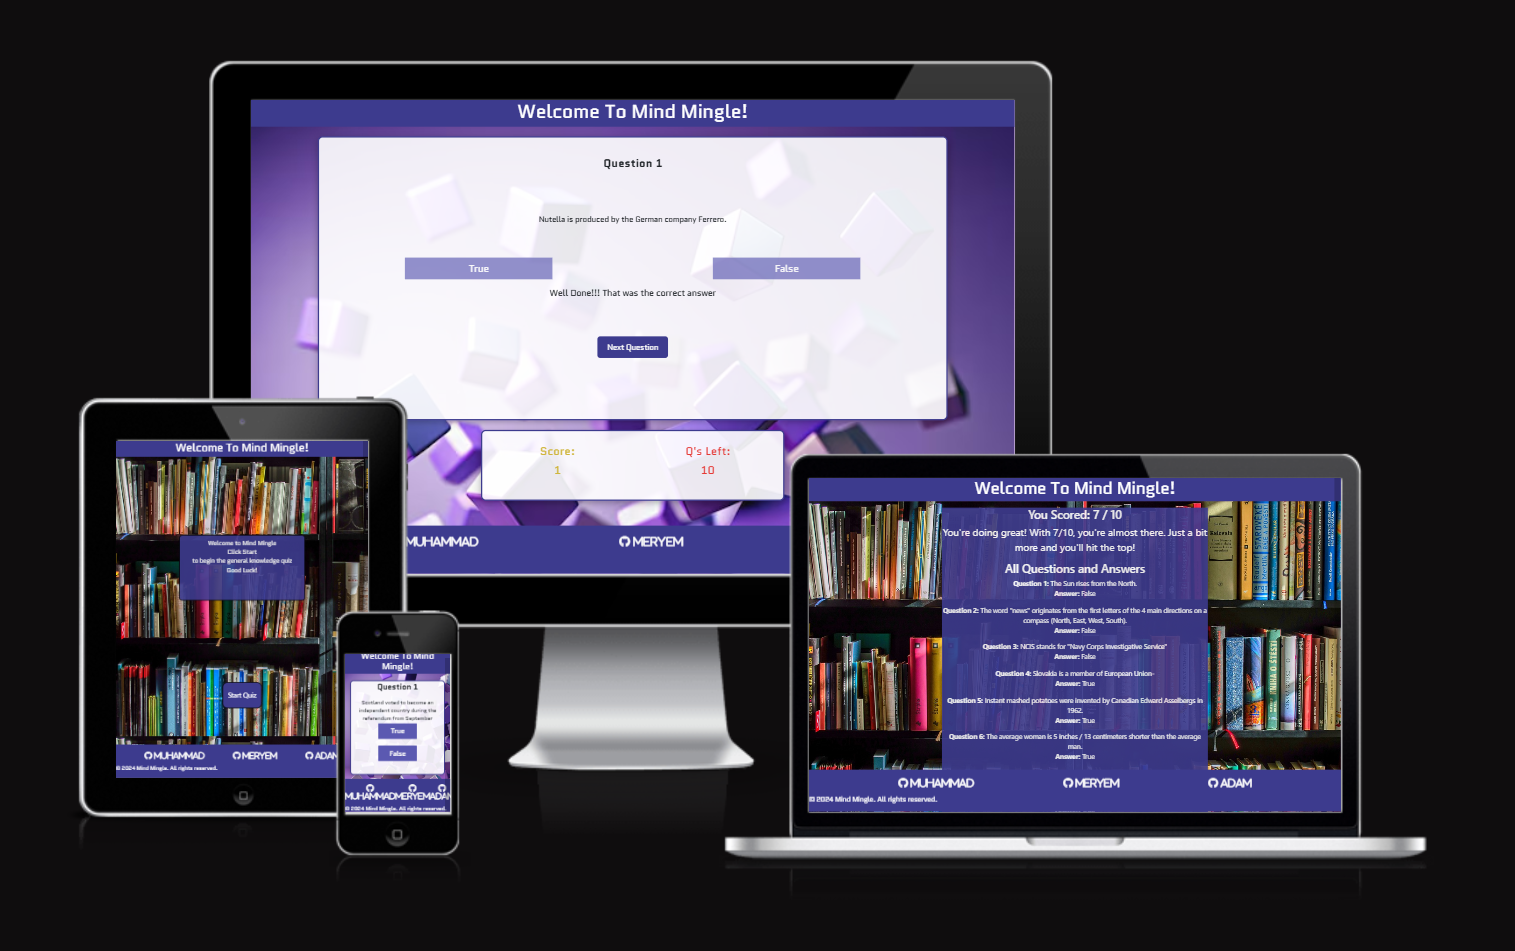 Welcome To Mind Mingle!
Question 1
Nutella is produced by the German company Ferrero.
True
False
Well Done!!! That was the correct answer
Next Question
Score:
Q's Left:
1
10
MUHAMMAD
MERYEM
Welcome To Mind Mingle!
Welcome to Mind Mingle
Click Start
to begin the general knowledge quiz
Good Luck!
Start Quiz
MUHAMMAD
MERYEM
ADAM
© 2024 Mind Mingle. All rights reserved.
Welcome To Mind
Mingle!
Question 1
Scotland voted to become an
independent country during the
referendum from September
True
False
MUHAMMADMERYEMADAM
© 2024 Mind Mingle. All rights reserved.
Welcome To Mind Mingle!
You Scored: 7 / 10
You're doing great! With 7/10, you're almost there. Just a bit
more and you'll hit the top!
All Questions and Answers
Question 1: The Sun rises from the North.
Answer: False
Question 2: The word "news" originates from the first letters of the 4 main directions on a
compass (North, East, West, South).
Answer: False
Question 3: NCIS stands for "Navy Corps Investigative Service"
Answer: False
Question 4: Slovakia is a member of European Union-
Answer: True
Question 5: Instant mashed potatoes were invented by Canadian Edward Asselbergs in
1962.
Answer: True
Question 6: The average woman is 5 inches / 13 centimeters shorter than the average
man.
Answer: True
MUHAMMAD
MERYEM
ADAM
© 2024 Mind Mingle. All rights reserved.